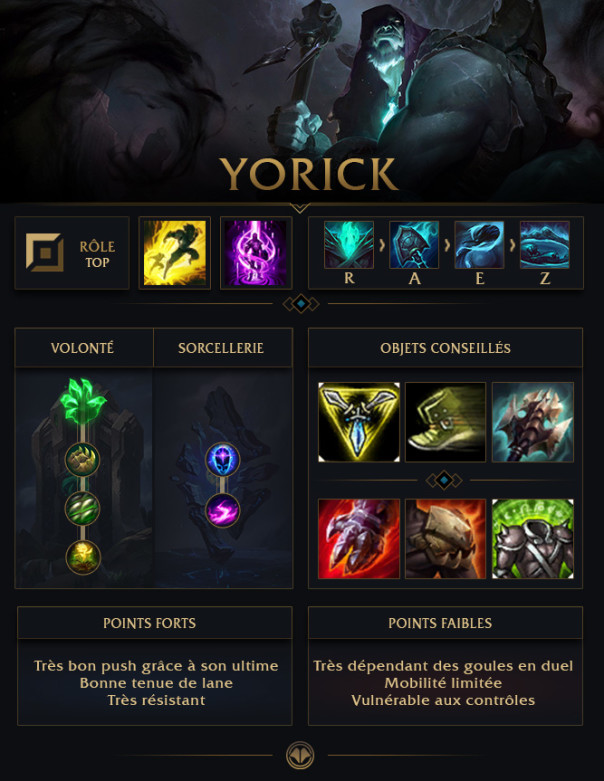 YORICK
RÔLE
TOP
R
A
E
Z
VOLONTÉ
SORCELLERIE
OBJETS CONSEILLÉS
POINTS FORTS
Très bon push grâce à son ultime
Bonne tenue de lane
Très résistant
POINTS FAIBLES
Très dépendant des goules en duel
Mobilité limitée
Vulnérable aux contrôles